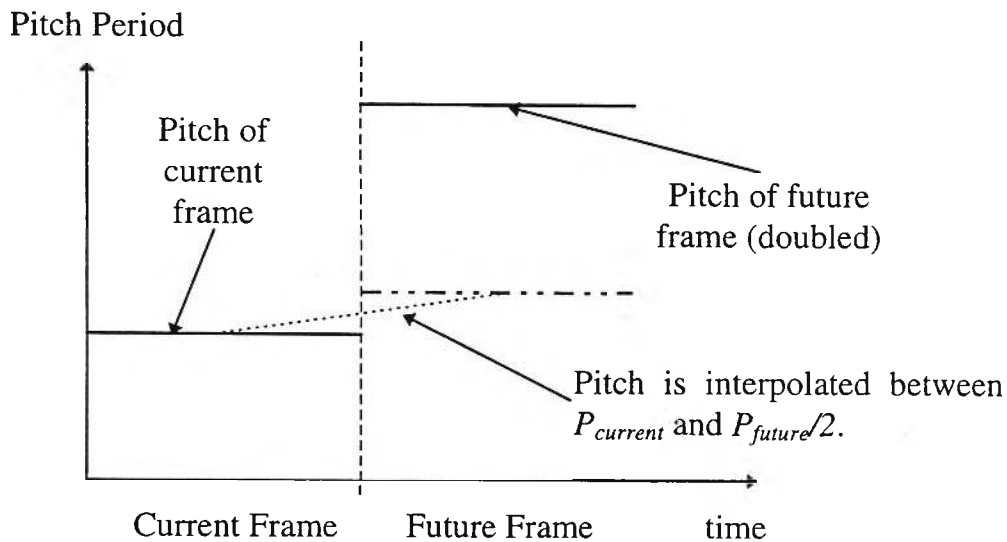 Pitch Period
Pitch of
current
frame
Pitch of future
frame (doubled)
Pitch is interpolated between
P_current and P_future/2.
Current Frame
Future Frame
time